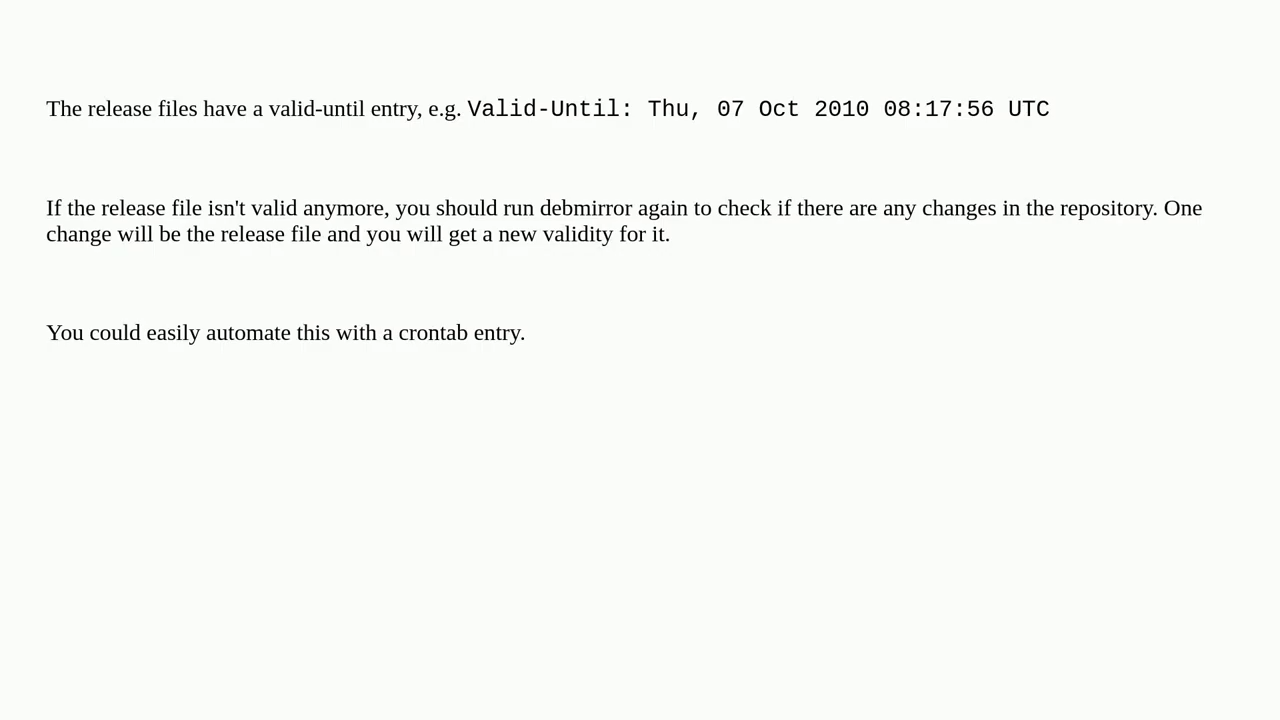 The release files have a valid-until entry, e.g. Valid-Until: Thu, 07 Oct 2010 08:17:56 UTC
If the release file isn't valid anymore, you should run debmirror again to check if there are any changes in the repository. One
change will be the release file and you will get a new validity for it.
You could easily automate this with a crontab entry.